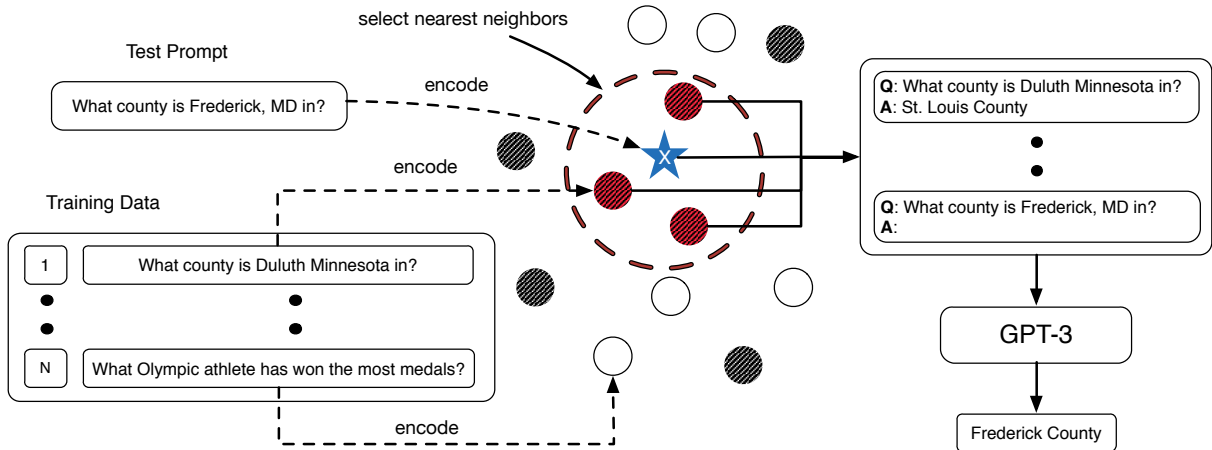 select nearest neighbors
Test Prompt
What county is Frederick, MD in?
encode
encode
X
Training Data
1
What county is Duluth Minnesota in?
N
What Olympic athlete has won the most medals?
encode
Q: What county is Duluth Minnesota in?
A: St. Louis County
Q: What county is Frederick, MD in?
A:
GPT-3
Frederick County